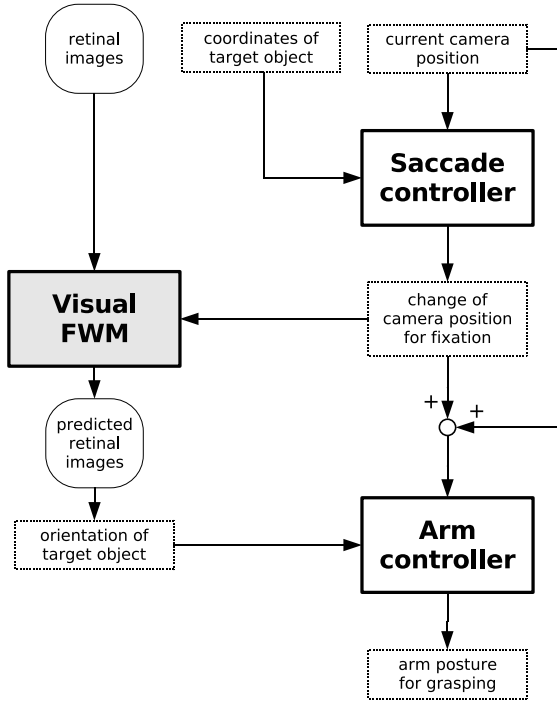 retinal
images
coordinates of
target object
current camera
position
Saccade
controller
Visual
FWM
change of
camera position
for fixation
+
+
predicted
retinal
images
orientation of
target object
Arm
controller
arm posture
for grasping